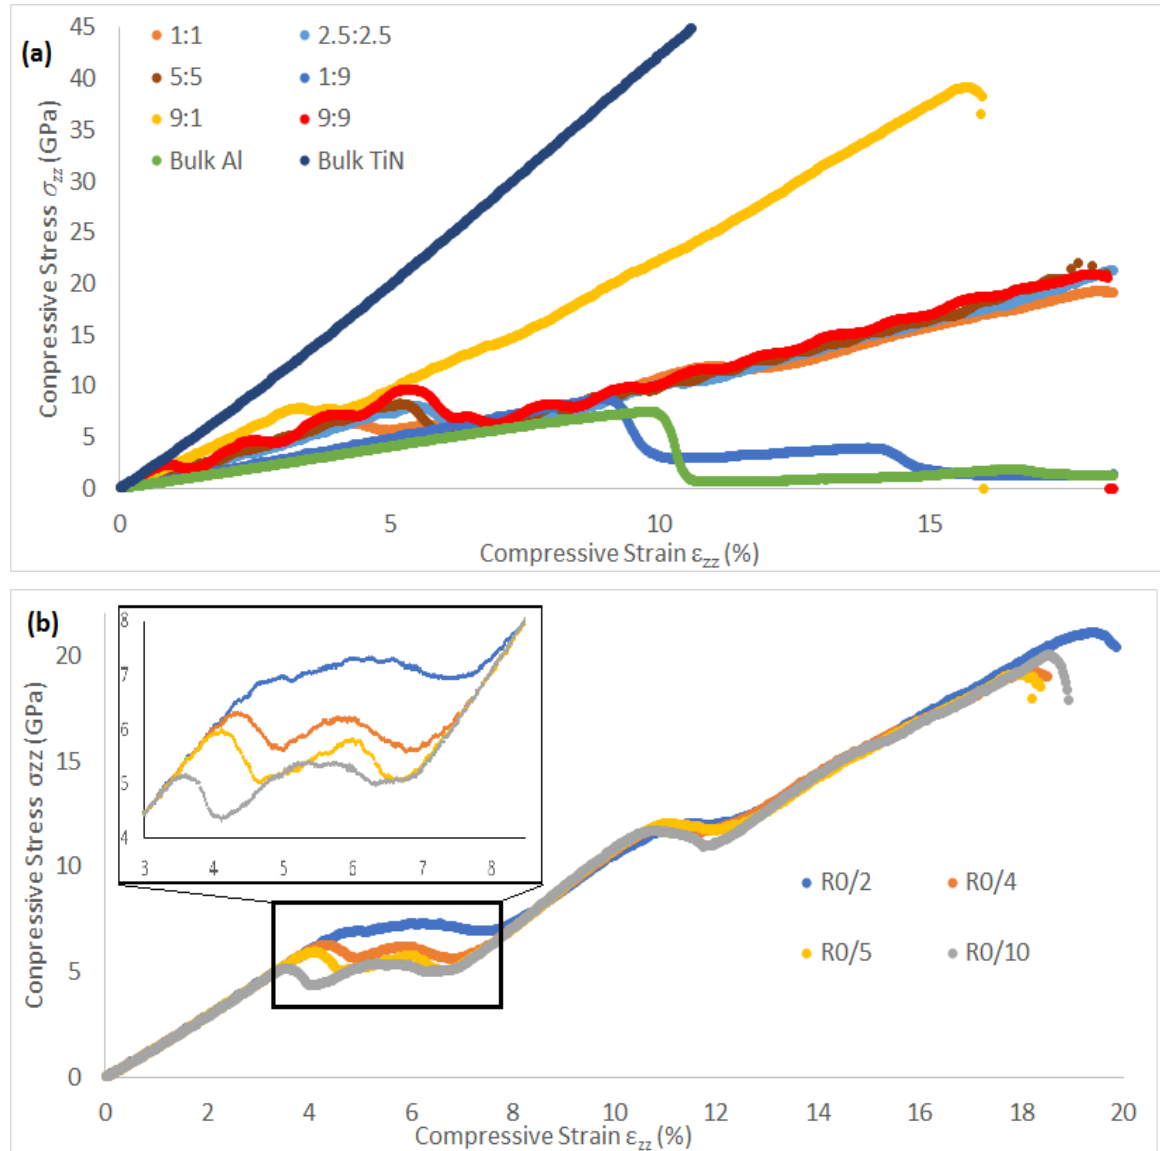 (a)
1:1 2.5:2.5
5:5 1:9
9:1 9:9
Bulk Al Bulk TiN
Conpressive Stress σzz (GPa)
45
40
35
30
25
20
15
10
5
0
0 5 10 15
Compressive Strain εzz (%)
(b)
8
7
6
5
4
3 4 5 6 7 8
Conpressive Stress σzz (GPa)
20
15
10
5
0
R0/2 R0/4
R0/5 R0/10
0 2 4 6 8 10 12 14 16 18 20
Compressive Strain εzz (%)